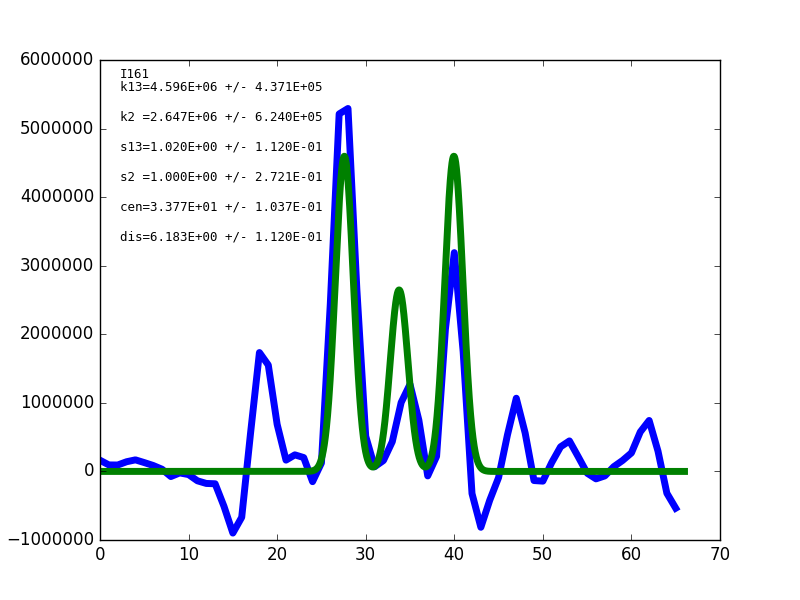 6000000
5000000
4000000
3000000
2000000
1000000
0
−1000000
I161
k13=4.596E+06 +/- 4.371E+05
k2 =2.647E+06 +/- 6.240E+05
s13=1.020E+00 +/- 1.120E-01
s2 =1.000E+00 +/- 2.721E-01
cen=3.377E+01 +/- 1.037E-01
dis=6.183E+00 +/- 1.120E-01
0 10 20 30 40 50 60 70